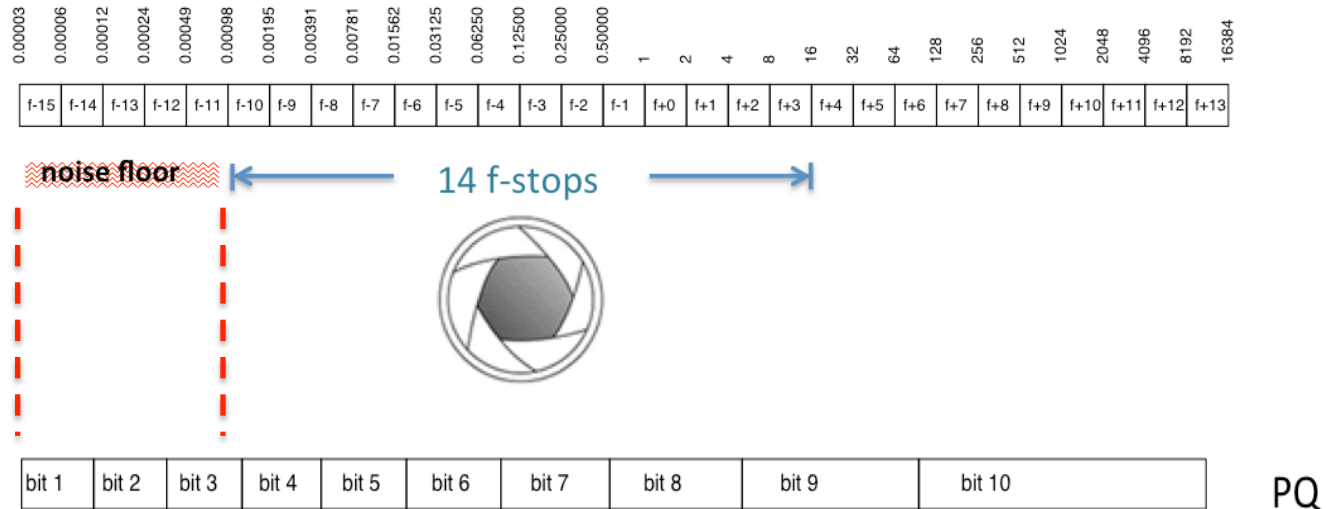 0.00003 0.00006 0.00012 0.00024 0.00049 0.00098 0.00195 0.00391 0.00781 0.01562 0.03125 0.06250 0.12500 0.25000 0.50000 1 2 4 8 16 32 64 128 256 512 1024 2048 4096 8192 16384
f-15 f-14 f-13 f-12 f-11 f-10 f-9 f-8 f-7 f-6 f-5 f-4 f-3 f-2 f-1 f+0 f+1 f+2 f+3 f+4 f+5 f+6 f+7 f+8 f+9 f+10 f+11 f+12 f+13
noise floor 14 f-stops
bit 1 bit 2 bit 3 bit 4 bit 5 bit 6 bit 7 bit 8 bit 9 bit 10 PQ